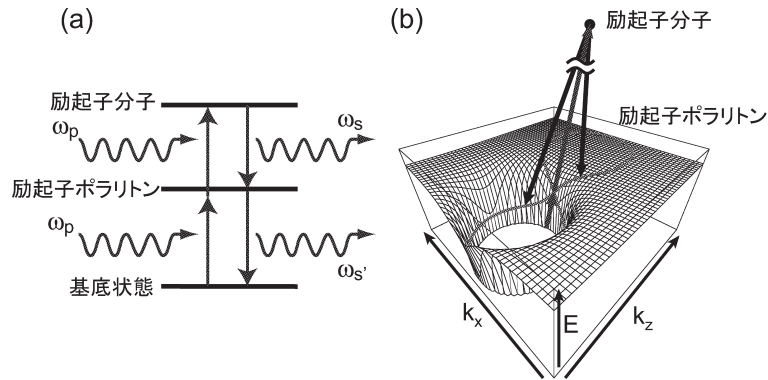 (a)
励起子分子
ωp
ωs
励起子ポラリトン
ωp
ωs'
基底状態
(b)
励起子分子
励起子ポラリトン
kx
E
kz